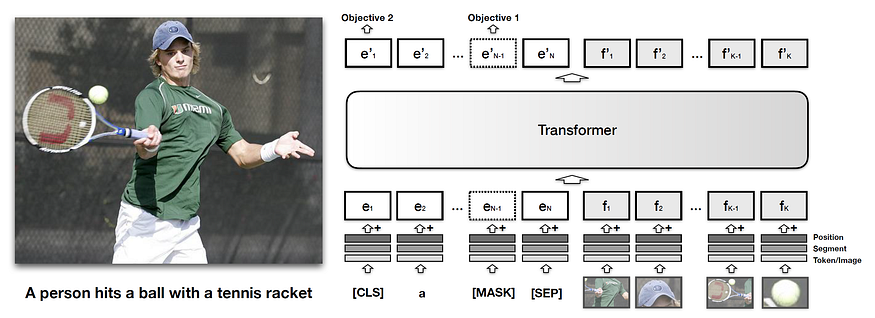 Objective 2
Objective 1
e'1
e'2
...
e'N-1
e'N
f'1
f'2
...
f'K-1
f'K
Transformer
e1
e2
...
eN-1
eN
f1
f2
...
fK-1
fK
+
+
+
+
+
+
+
+
Position
Segment
Token/Image
[CLS]
a
[MASK]
[SEP]
MIAMI
A person hits a ball with a tennis racket